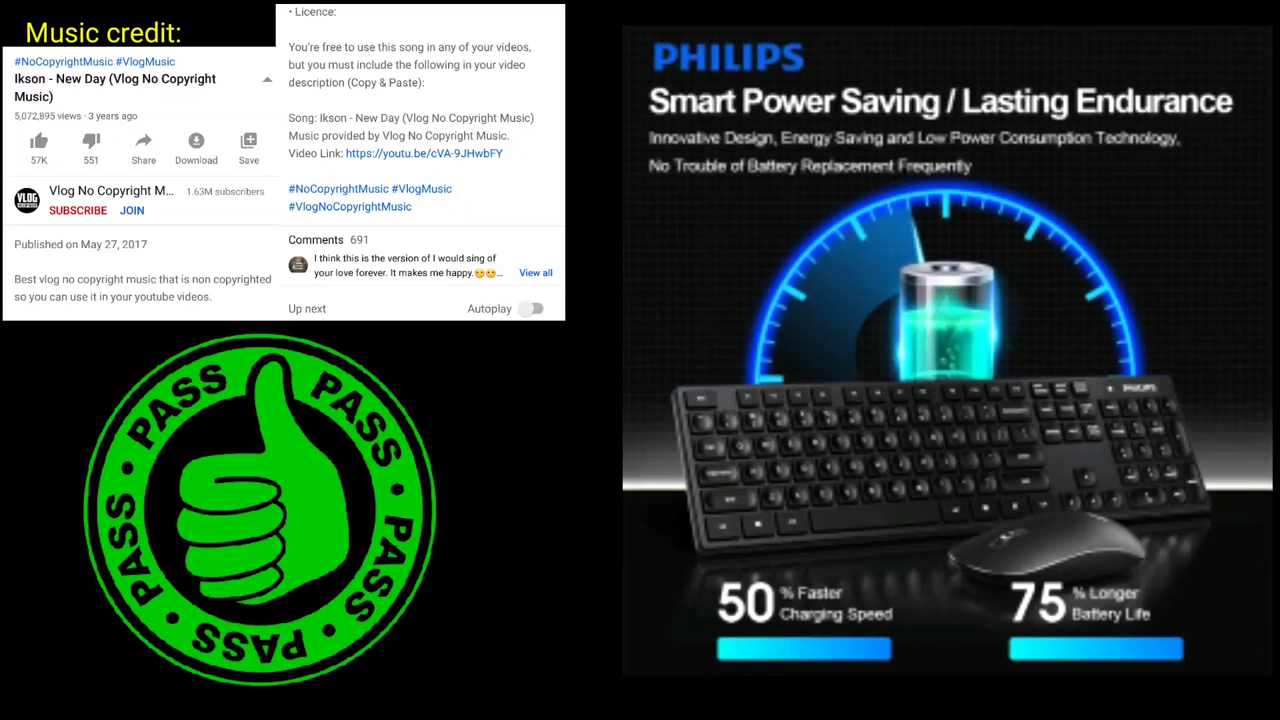 Music credit:
#NoCopyrightMusic #VlogMusic
Ikson - New Day (Vlog No Copyright
Music)
5,072,895 views · 3 years ago
57K
551
Share
Download
Save
VLOG
Vlog No Copyright M...
1.63M subscribers
SUBSCRIBE
JOIN
Published on May 27, 2017
Best vlog no copyright music that is non copyrighted
so you can use it in your youtube videos.
• Licence:
You're free to use this song in any of your videos,
but you must include the following in your video
description (Copy & Paste):
Song: Ikson - New Day (Vlog No Copyright Music)
Music provided by Vlog No Copyright Music.
Video Link: https://youtu.be/cVA-9JHwbFY
#NoCopyrightMusic #VlogMusic
#VlogNoCopyrightMusic
Comments 691
I think this is the version of I would sing of
your love forever. It makes me happy.😊😊...
View all
Up next
Autoplay
PASS • PASS • PASS • PASS • PASS •
PHILIPS
Smart Power Saving / Lasting Endurance
Innovative Design, Energy Saving and Low Power Consumption Technology,
No Trouble of Battery Replacement Frequently
PHILIPS
50 % Faster
Charging Speed
75 % Longer
Battery Life